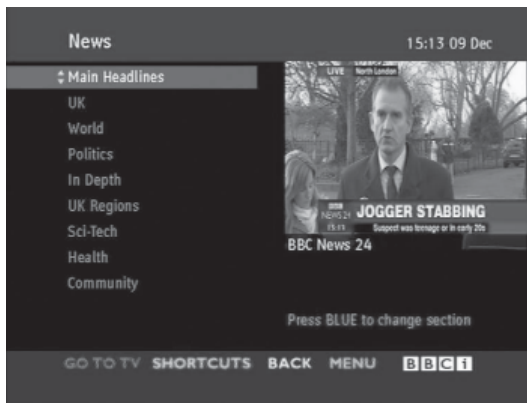 News 15:13 09 Dec
Main Headlines
UK
World
Politics
In Depth
UK Regions
Sci-Tech
Health
Community
LIVE North London
BBC
NEWS 24 JOGGER STABBING
15:13 Suspect was teenage or in early 20s
BBC News 24
Press BLUE to change section
GO TO TV SHORTCUTS BACK MENU BBCi